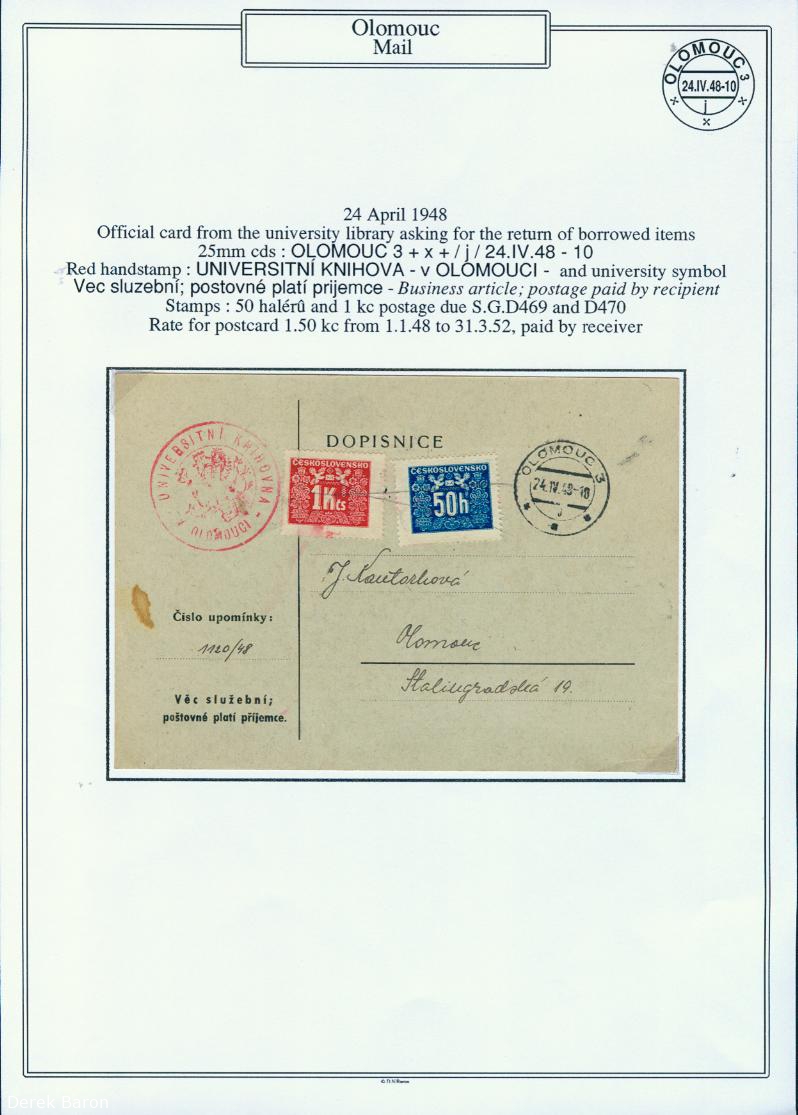 Olomouc
Mail
OLOMOUC 3
24.IV.48-10
j
24 April 1948
Official card from the university library asking for the return of borrowed items
25mm cds : OLOMOUC 3 + x + / j / 24.IV.48 - 10
Red handstamp : UNIVERSITNÍ KNIHOVA - v OLOMOUCI - and university symbol
Vec sluzební; postovné platí prijemce - Business article; postage paid by recipient
Stamps : 50 halérû and 1 kc postage due S.G.D469 and D470
Rate for postcard 1.50 kc from 1.1.48 to 31.3.52, paid by receiver
UNIVERSITNÍ KNIHOVNA -
V OLOMOUCI
DOPISNICE
ČESKOSLOVENSKO
1Kčs
ČESKOSLOVENSKO
50h
OLOMOUC 3
24.IV.48-10
j
J. Kautorková
Olomouc
Stalingradská 19.
Číslo upomínky:
1120/48
Věc služební;
poštovné platí příjemce.
© D.N.Baron
Derek Baron